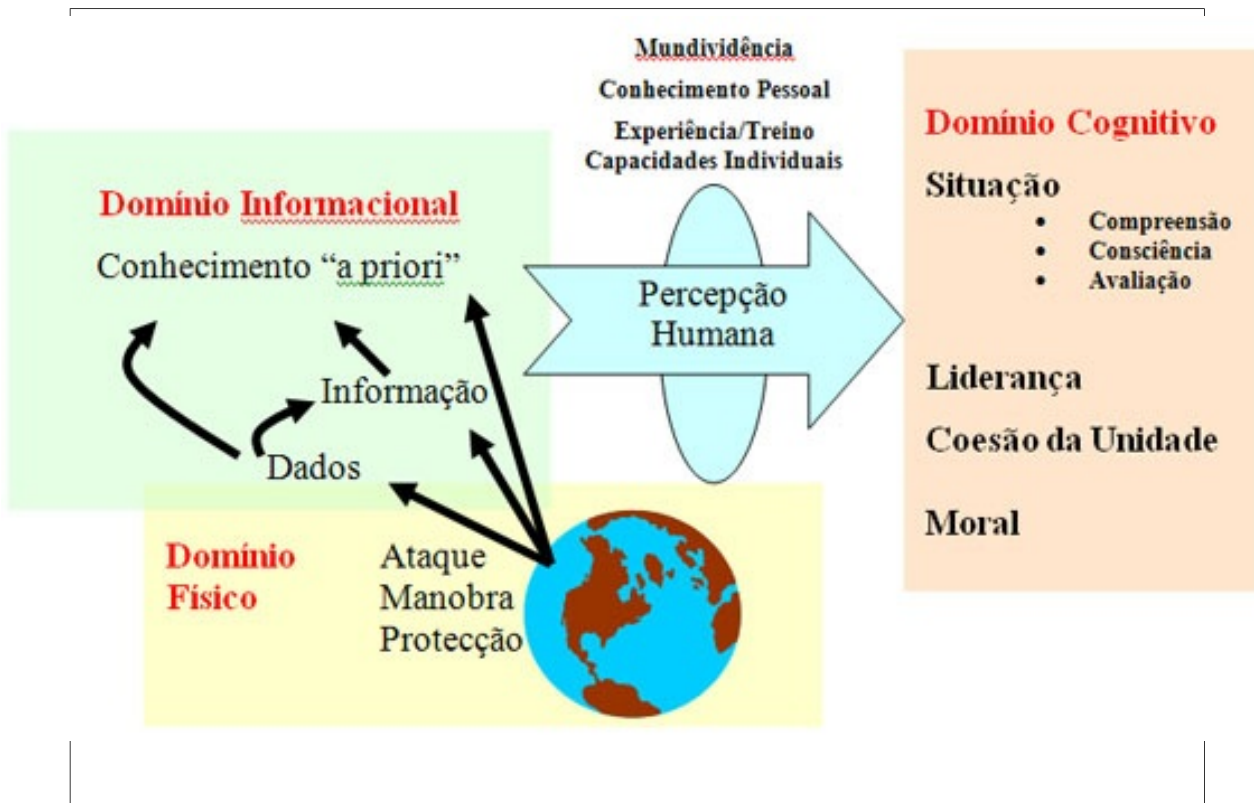 Mundividência
Conhecimento Pessoal
Experiência/Treino
Capacidades Individuais
Domínio Informacional
Conhecimento “a priori”
Informação
Dados
Percepção
Humana
Domínio Cognitivo
Situação
• Compreensão
• Consciência
• Avaliação
Liderança
Coesão da Unidade
Moral
Domínio
Físico
Ataque
Manobra
Protecção